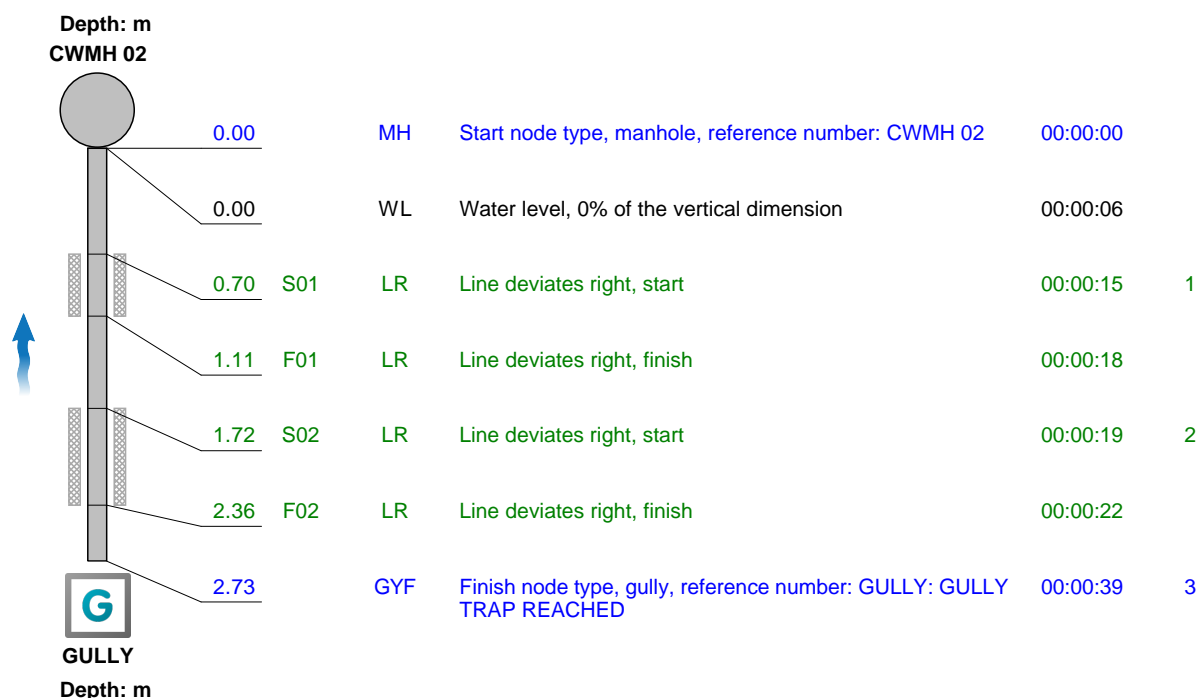 Depth: m
CWMH 02
0.00 MH Start node type, manhole, reference number: CWMH 02 00:00:00
0.00 WL Water level, 0% of the vertical dimension 00:00:06
0.70 S01 LR Line deviates right, start 00:00:15 1
1.11 F01 LR Line deviates right, finish 00:00:18
1.72 S02 LR Line deviates right, start 00:00:19 2
2.36 F02 LR Line deviates right, finish 00:00:22
2.73 GYF Finish node type, gully, reference number: GULLY: GULLY 00:00:39 3
TRAP REACHED
G
GULLY
Depth: m